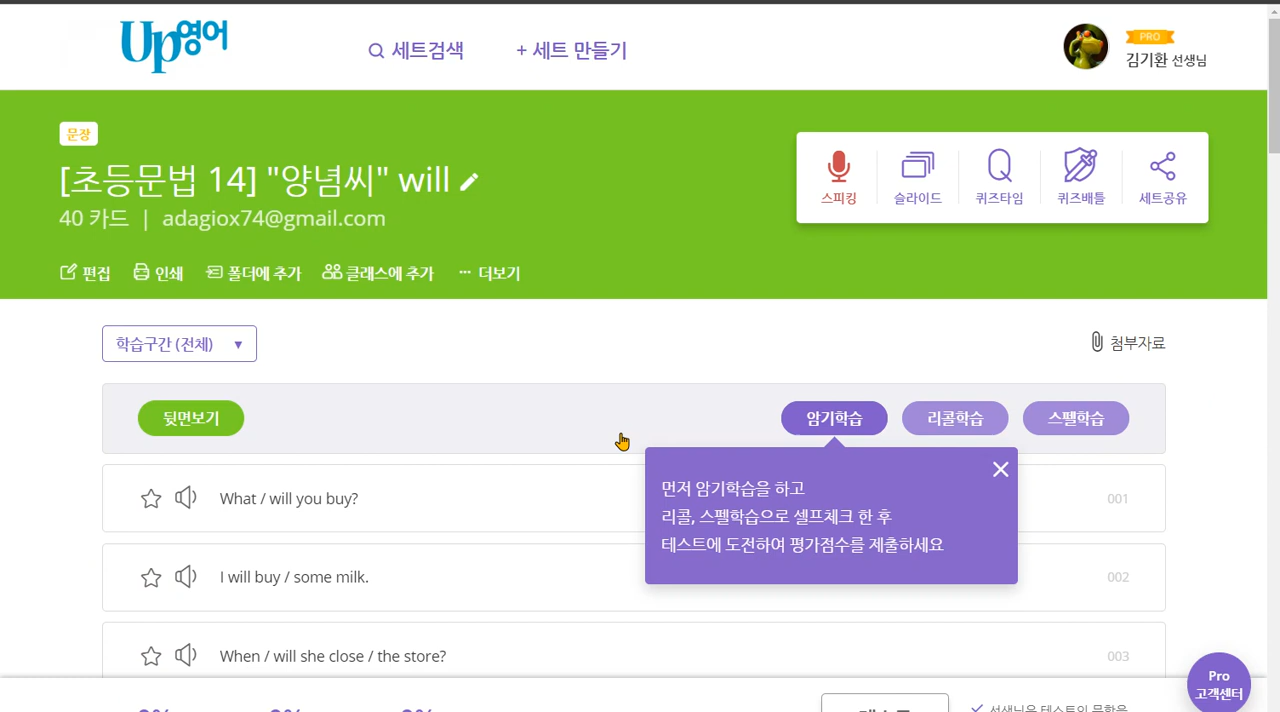 Up영어
세트검색
+ 세트 만들기
PRO
김기환 선생님
문장
[초등문법 14] "양념씨" will
40 카드 | adagiox74@gmail.com
스피킹
슬라이드
퀴즈타임
퀴즈배틀
세트공유
편집
인쇄
폴더에 추가
클래스에 추가
··· 더보기
학습구간 (전체) ▼
첨부자료
뒷면보기
암기학습
리콜학습
스펠학습
먼저 암기학습을 하고
리콜, 스펠학습으로 셀프체크 한 후
테스트에 도전하여 평가점수를 제출하세요
What / will you buy?
001
I will buy / some milk.
002
When / will she close / the store?
003
Pro
고객센터